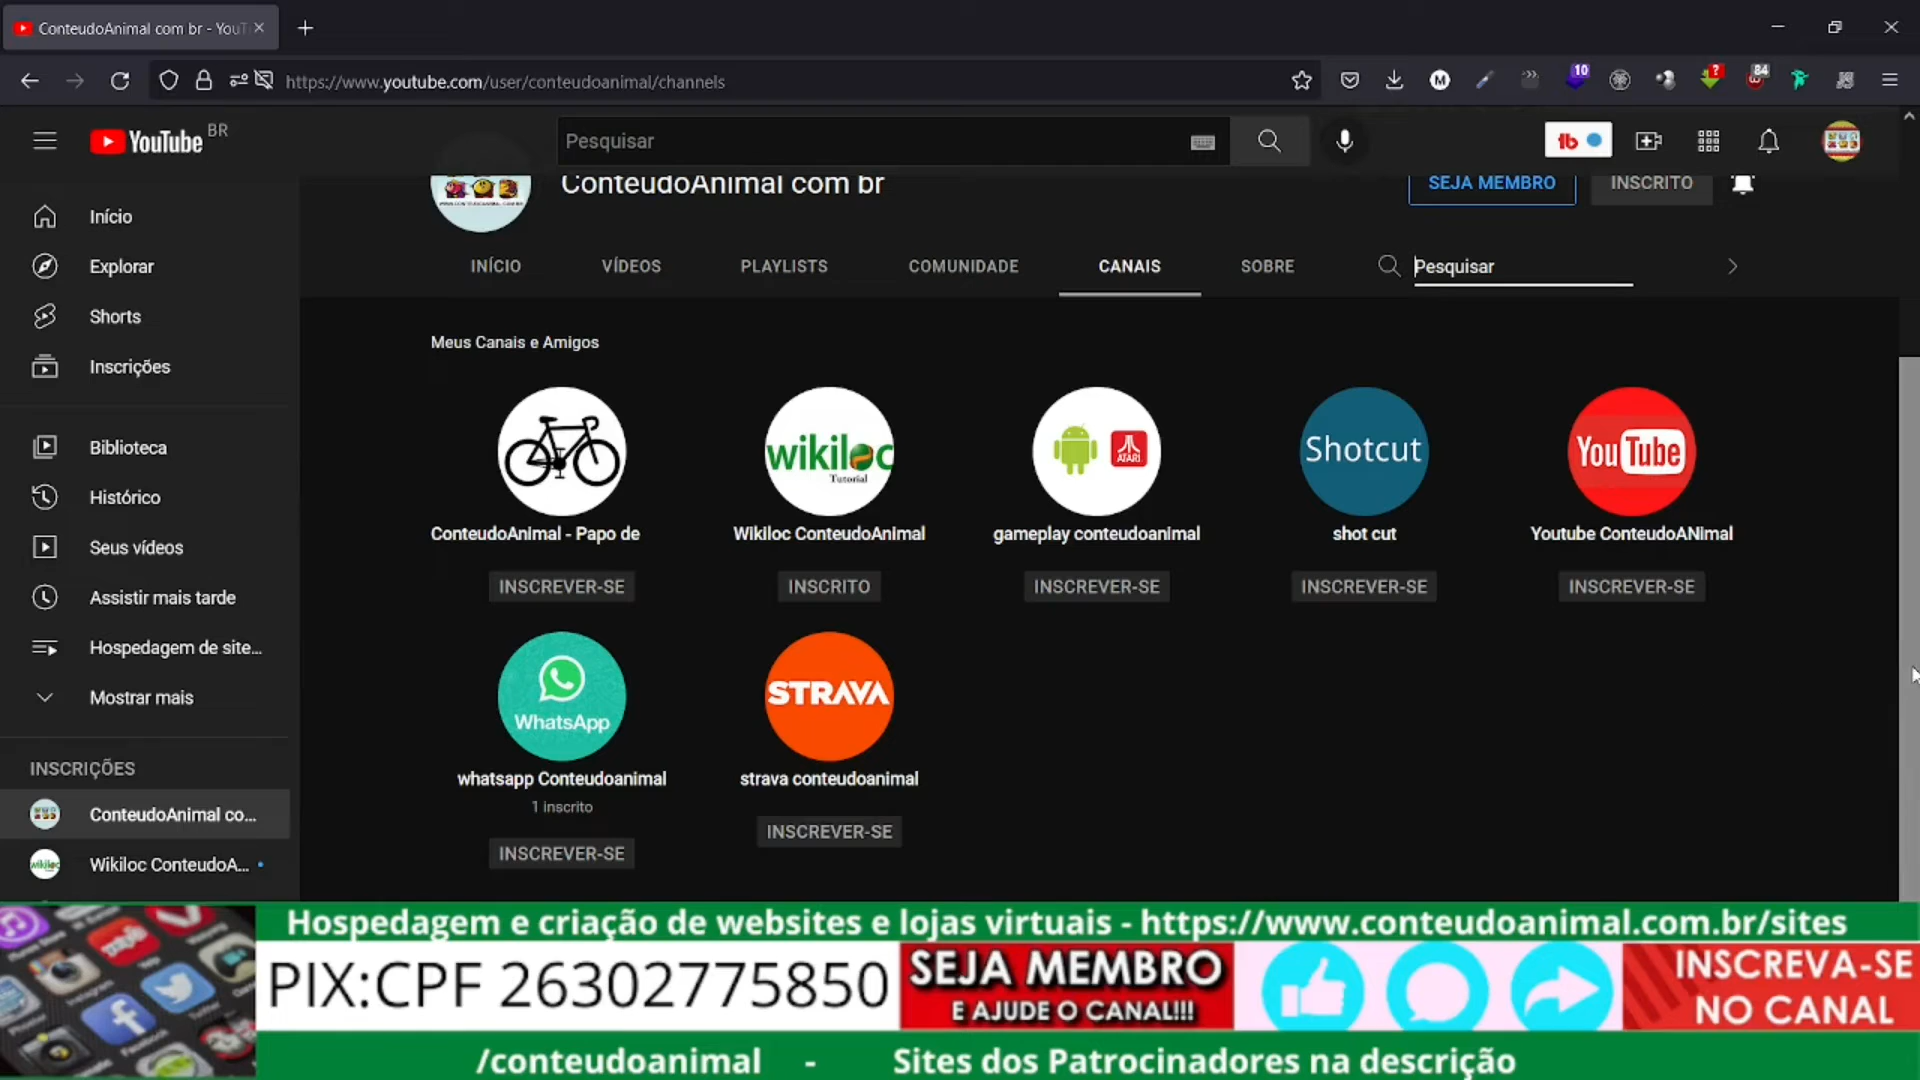 ConteudoAnimal com br - YouT
https://www.youtube.com/user/conteudoanimal/channels
10
?
84
YouTube BR
Pesquisar
ConteudoAnimal com br
SEJA MEMBRO
INSCRITO
INÍCIO
VÍDEOS
PLAYLISTS
COMUNIDADE
CANAIS
SOBRE
Pesquisar
Início
Explorar
Shorts
Inscrições
Biblioteca
Histórico
Seus vídeos
Assistir mais tarde
Hospedagem de site...
Mostrar mais
INSCRIÇÕES
ConteudoAnimal co...
Wikiloc ConteudoA...
Meus Canais e Amigos
wikiloc
Tutorial
ATARI
Shotcut
YouTube
ConteudoAnimal - Papo de
Wikiloc ConteudoAnimal
gameplay conteudoanimal
shot cut
Youtube ConteudoANimal
INSCREVER-SE
INSCRITO
INSCREVER-SE
INSCREVER-SE
INSCREVER-SE
WhatsApp
STRAVA
whatsapp Conteudoanimal
strava conteudoanimal
1 inscrito
INSCREVER-SE
INSCREVER-SE
Hospedagem e criação de websites e lojas virtuais - https://www.conteudoanimal.com.br/sites
PIX:CPF 26302775850
SEJA MEMBRO
E AJUDE O CANAL!!!
INSCREVA-SE
NO CANAL
/conteudoanimal - Sites dos Patrocinadores na descrição